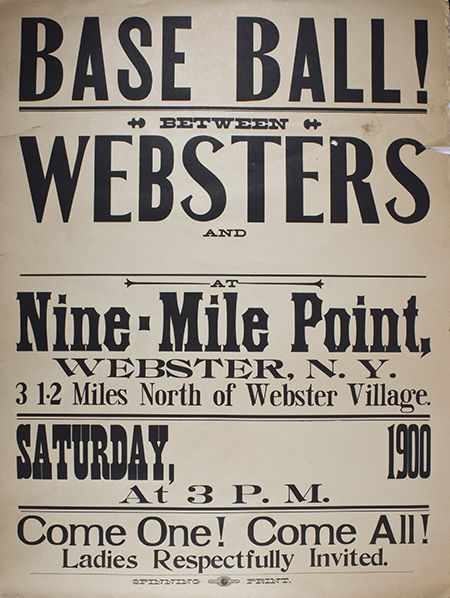 BASE BALL!
BETWEEN
WEBSTERS
AND
AT
Nine-Mile Point,
WEBSTER, N. Y.
3 1-2 Miles North of Webster Village.
SATURDAY, 1900
At 3 P. M.
Come One! Come All!
Ladies Respectfully Invited.
SPINNING PRINT.